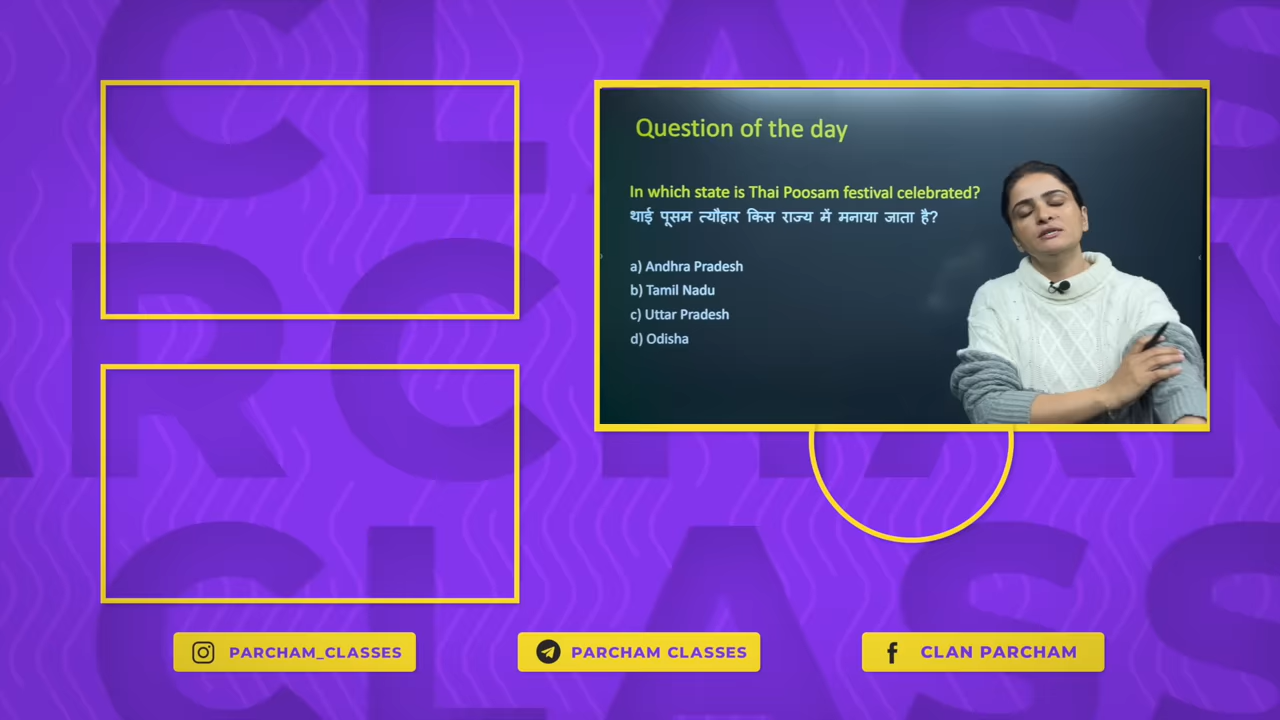 Question of the day
In which state is Thai Poosam festival celebrated?
थाई पूसम त्यौहार किस राज्य में मनाया जाता है?
a) Andhra Pradesh
b) Tamil Nadu
c) Uttar Pradesh
d) Odisha
PARCHAM_CLASSES
PARCHAM CLASSES
CLAN PARCHAM